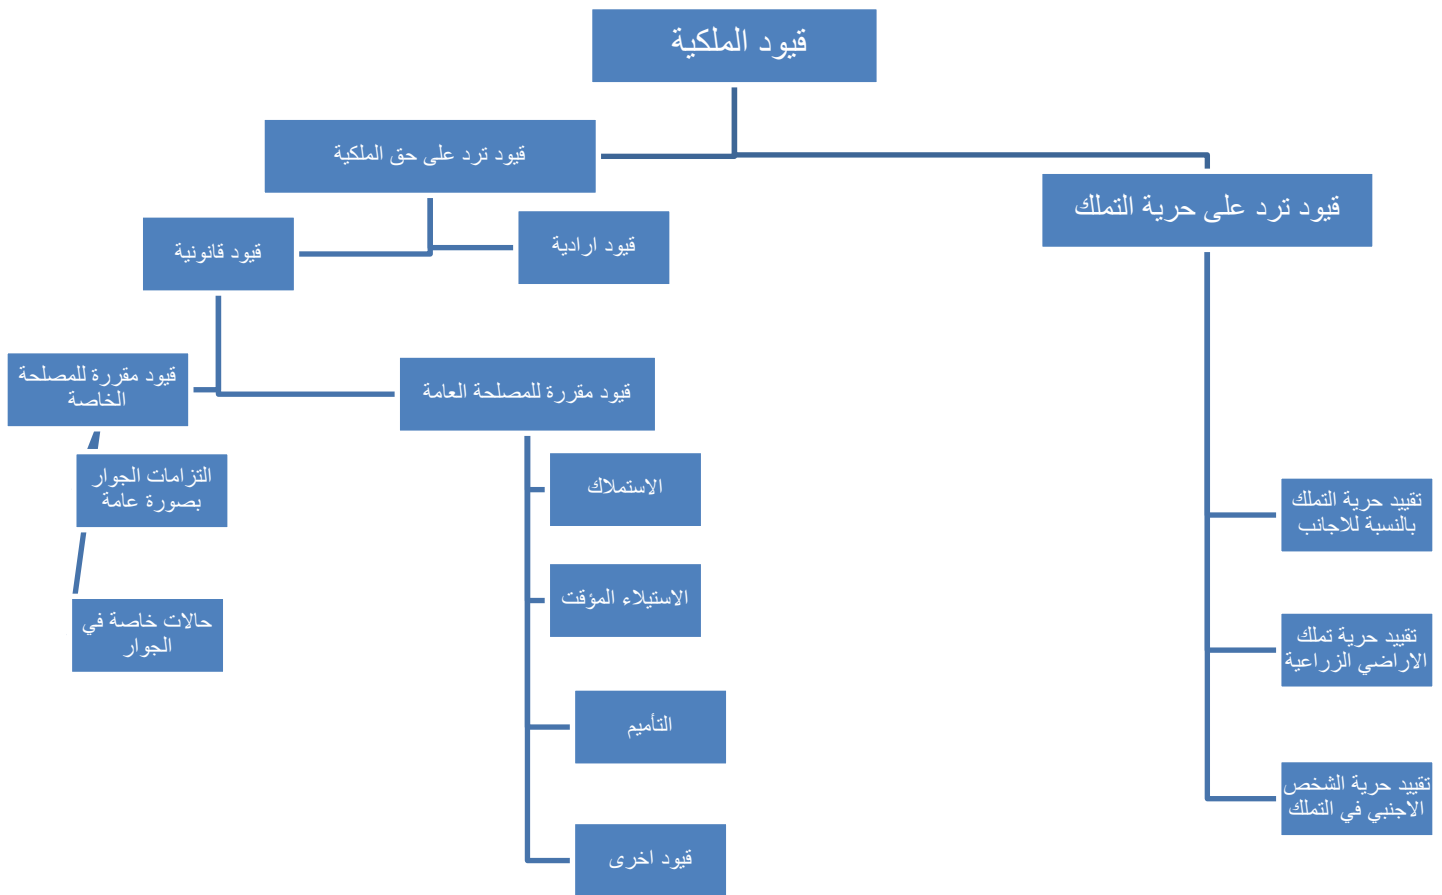 قيود الملكية
قيود ترد على حرية التملك
تقييد حرية التملك
بالنسبة للاجانب
تقييد حرية تملك
الاراضي الزراعية
تقييد حرية الشخص
الاجنبي في التملك
قيود ترد على حق الملكية
قيود ارادية
قيود قانونية
قيود مقررة للمصلحة العامة
الاستملاك
الاستيلاء المؤقت
التأميم
قيود اخرى
قيود مقررة للمصلحة
الخاصة
التزامات الجوار
بصورة عامة
حالات خاصة في
الجوار